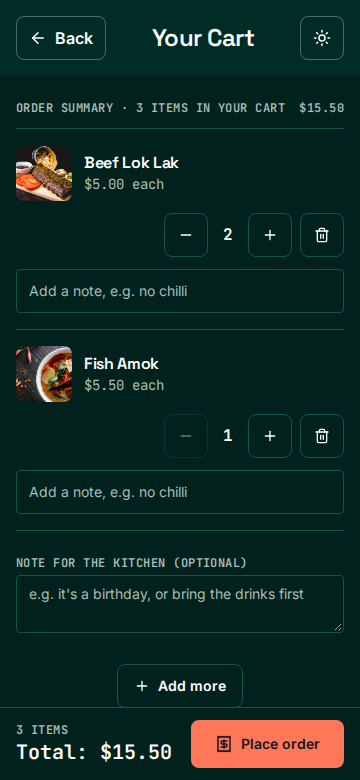 Back
Your Cart
ORDER SUMMARY · 3 ITEMS IN YOUR CART $15.50
Beef Lok Lak
$5.00 each
2
Add a note, e.g. no chilli
Fish Amok
$5.50 each
1
Add a note, e.g. no chilli
NOTE FOR THE KITCHEN (OPTIONAL)
e.g. it's a birthday, or bring the drinks first
Add more
3 ITEMS
Total: $15.50
Place order